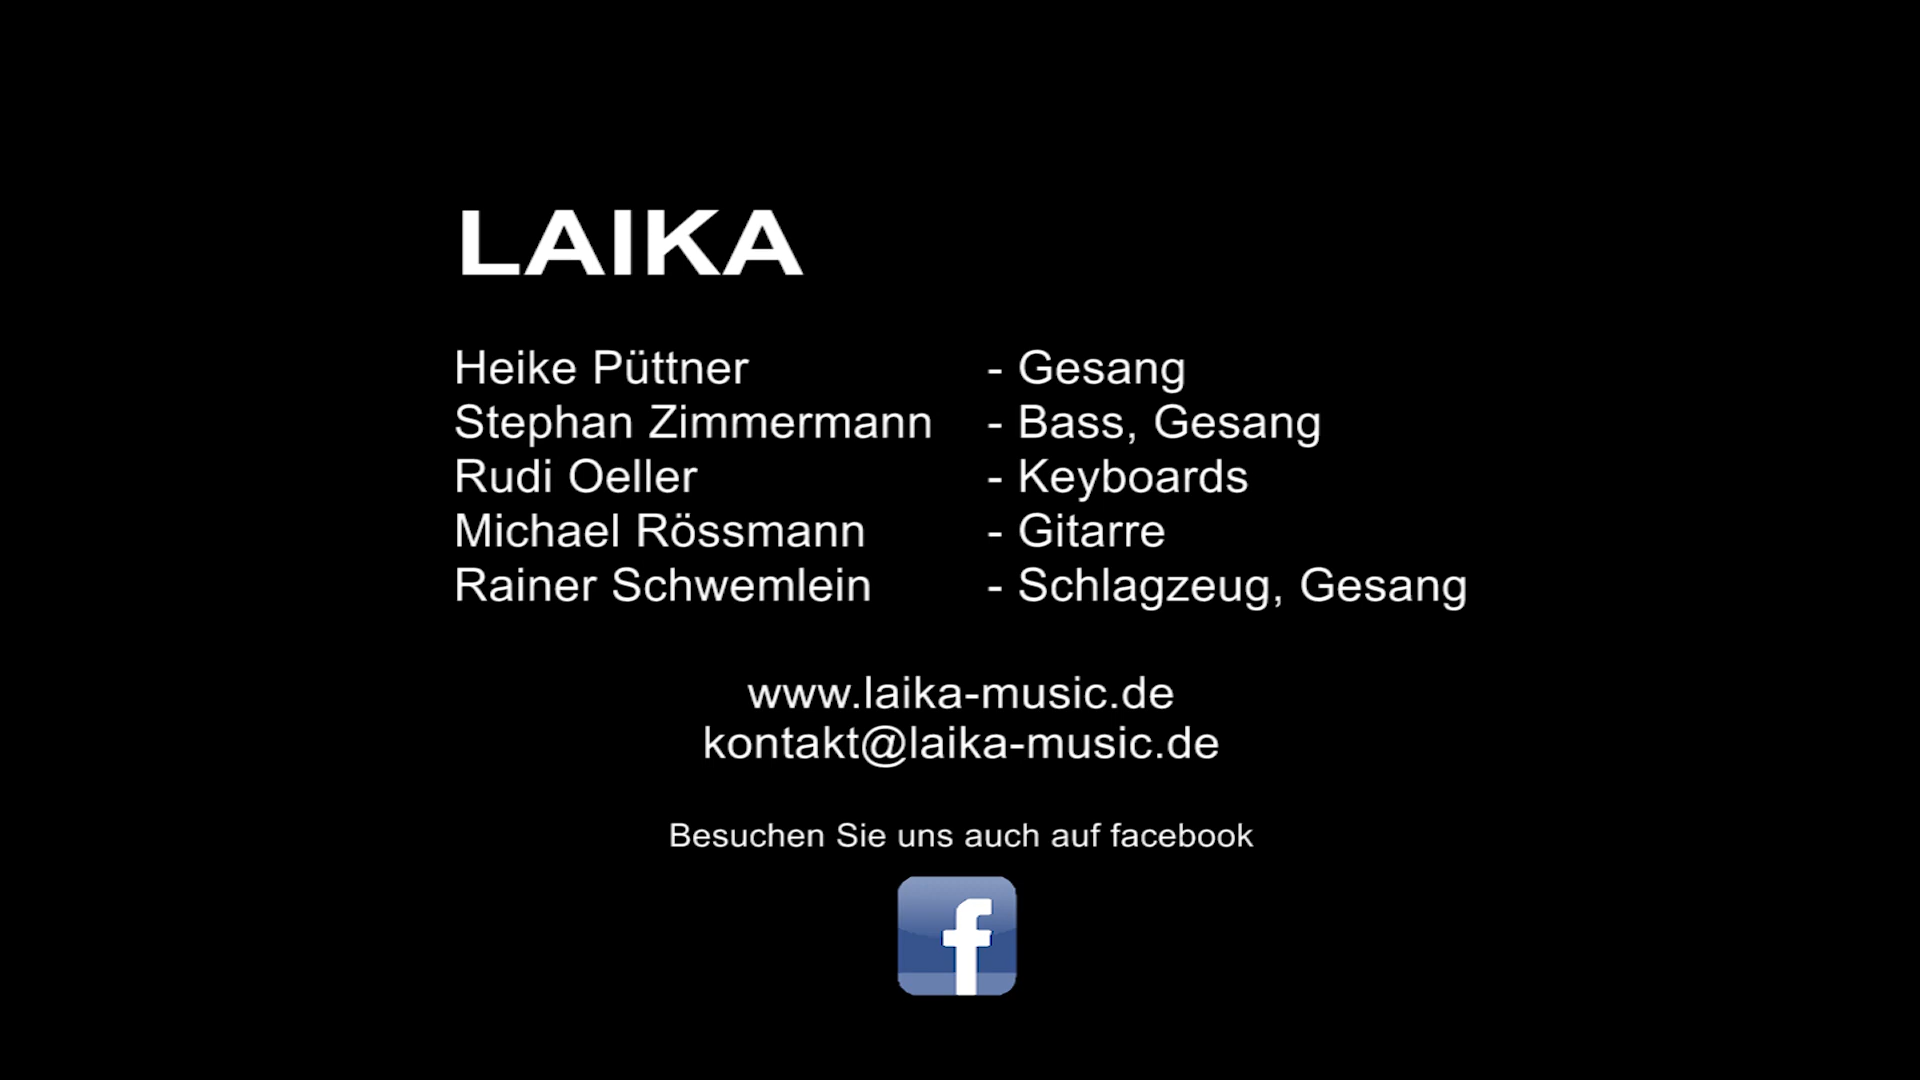 LAIKA
Heike Püttner - Gesang
Stephan Zimmermann - Bass, Gesang
Rudi Oeller - Keyboards
Michael Rössmann - Gitarre
Rainer Schwemlein - Schlagzeug, Gesang
www.laika-music.de
kontakt@laika-music.de
Besuchen Sie uns auch auf facebook
f